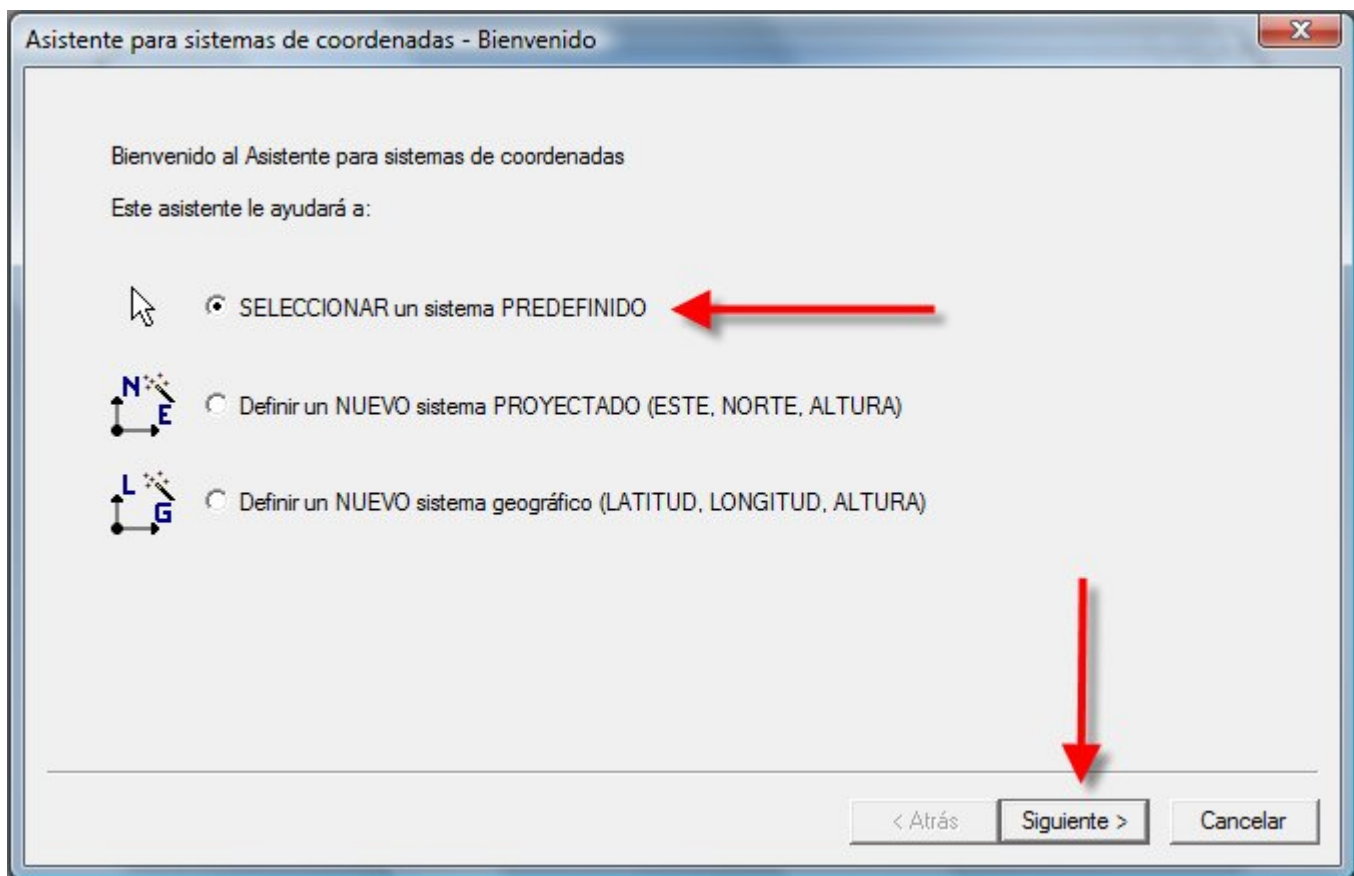 Asistente para sistemas de coordenadas - Bienvenido
Bienvenido al Asistente para sistemas de coordenadas
Este asistente le ayudará a:
SELECCIONAR un sistema PREDEFINIDO
N
E
Definir un NUEVO sistema PROYECTADO (ESTE, NORTE, ALTURA)
L
G
Definir un NUEVO sistema geográfico (LATITUD, LONGITUD, ALTURA)
< Atrás
Siguiente >
Cancelar